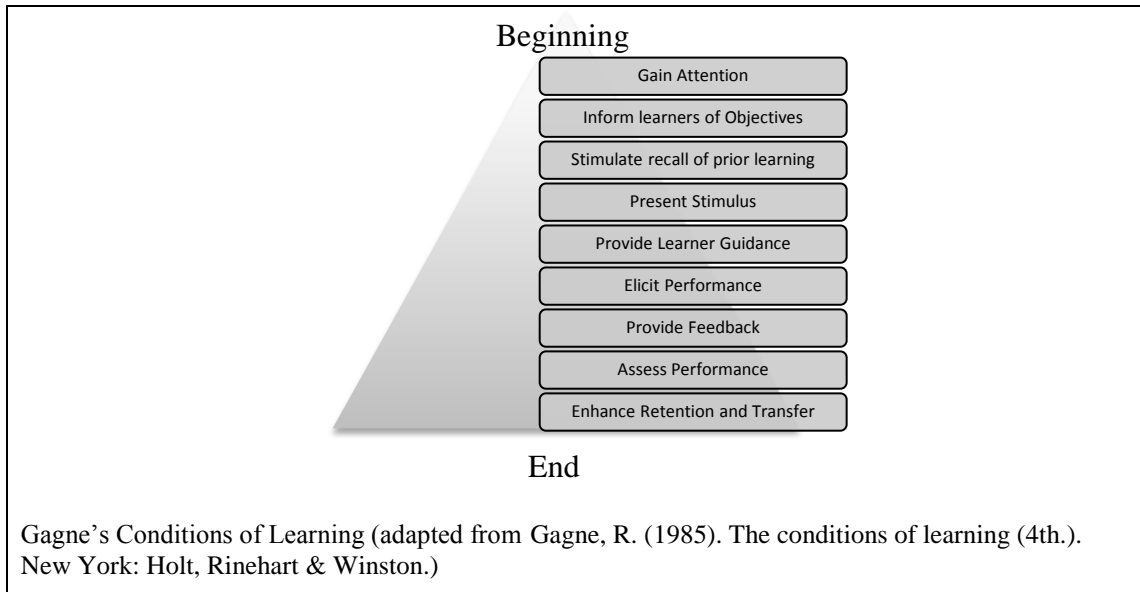 Beginning
Gain Attention
Inform learners of Objectives
Stimulate recall of prior learning
Present Stimulus
Provide Learner Guidance
Elicit Performance
Provide Feedback
Assess Performance
Enhance Retention and Transfer
End
Gagne’s Conditions of Learning (adapted from Gagne, R. (1985). The conditions of learning (4th.).
New York: Holt, Rinehart & Winston.)